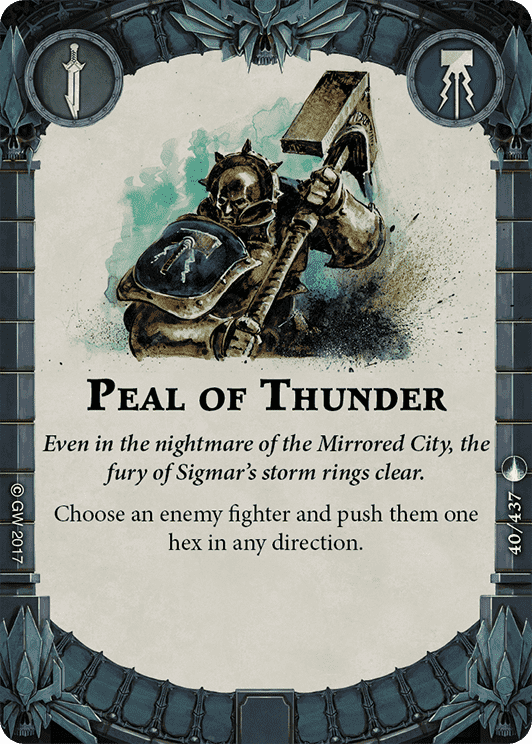 PEAL OF THUNDER
Even in the nightmare of the Mirrored City, the
fury of Sigmar's storm rings clear.
Choose an enemy fighter and push them one
hex in any direction.
© GW 2017
40/437